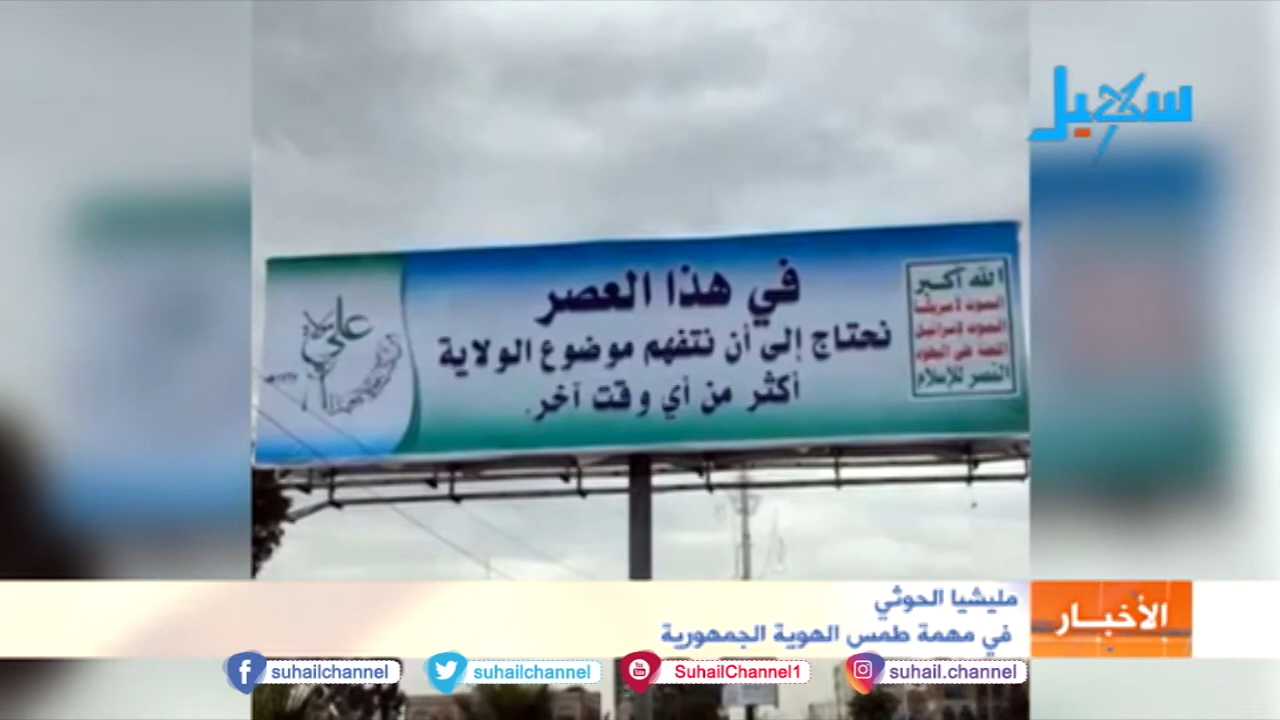 سهيل
في هذا العصر
نحتاج إلى أن نتفهم موضوع الولاية
أكثر من أي وقت آخر.
الله أكبر
الموت لأمريكا
الموت لإسرائيل
اللعنة على اليهود
النصر للإسلام
علي
الأخبار
مليشيا الحوثي
في مهمة طمس الهوية الجمهورية
suhailchannel
suhailchannel
You Tube
SuhailChannel1
suhail.channel